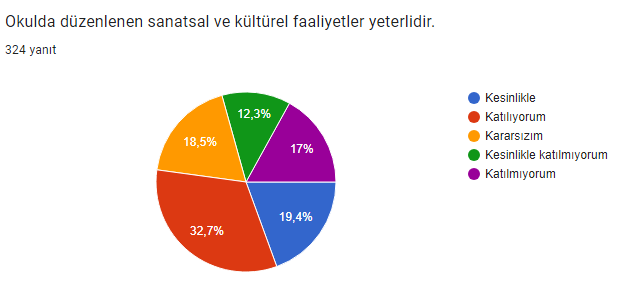 Okulda düzenlenen sanatsal ve kültürel faaliyetler yeterlidir.
324 yanıt
Kesinlikle
Katılıyorum
Kararsızım
Kesinlikle katılmıyorum
Katılmıyorum
12,3%
18,5%
17%
19,4%
32,7%